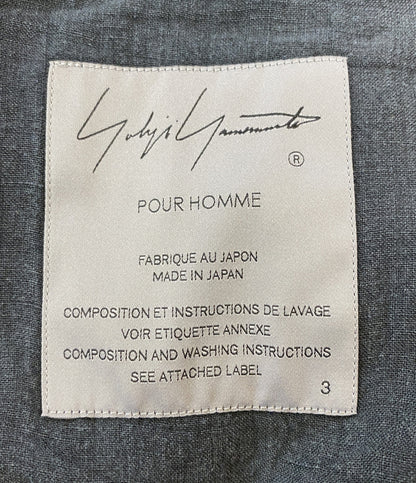 Yohji Yamamoto
®
POUR HOMME
FABRIQUE AU JAPON
MADE IN JAPAN
COMPOSITION ET INSTRUCTIONS DE LAVAGE
VOIR ETIQUETTE ANNEXE
COMPOSITION AND WASHING INSTRUCTIONS
SEE ATTACHED LABEL
3